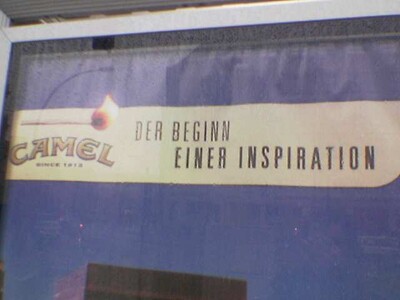 CAMEL
SINCE 1913
DER BEGINN
EINER INSPIRATION